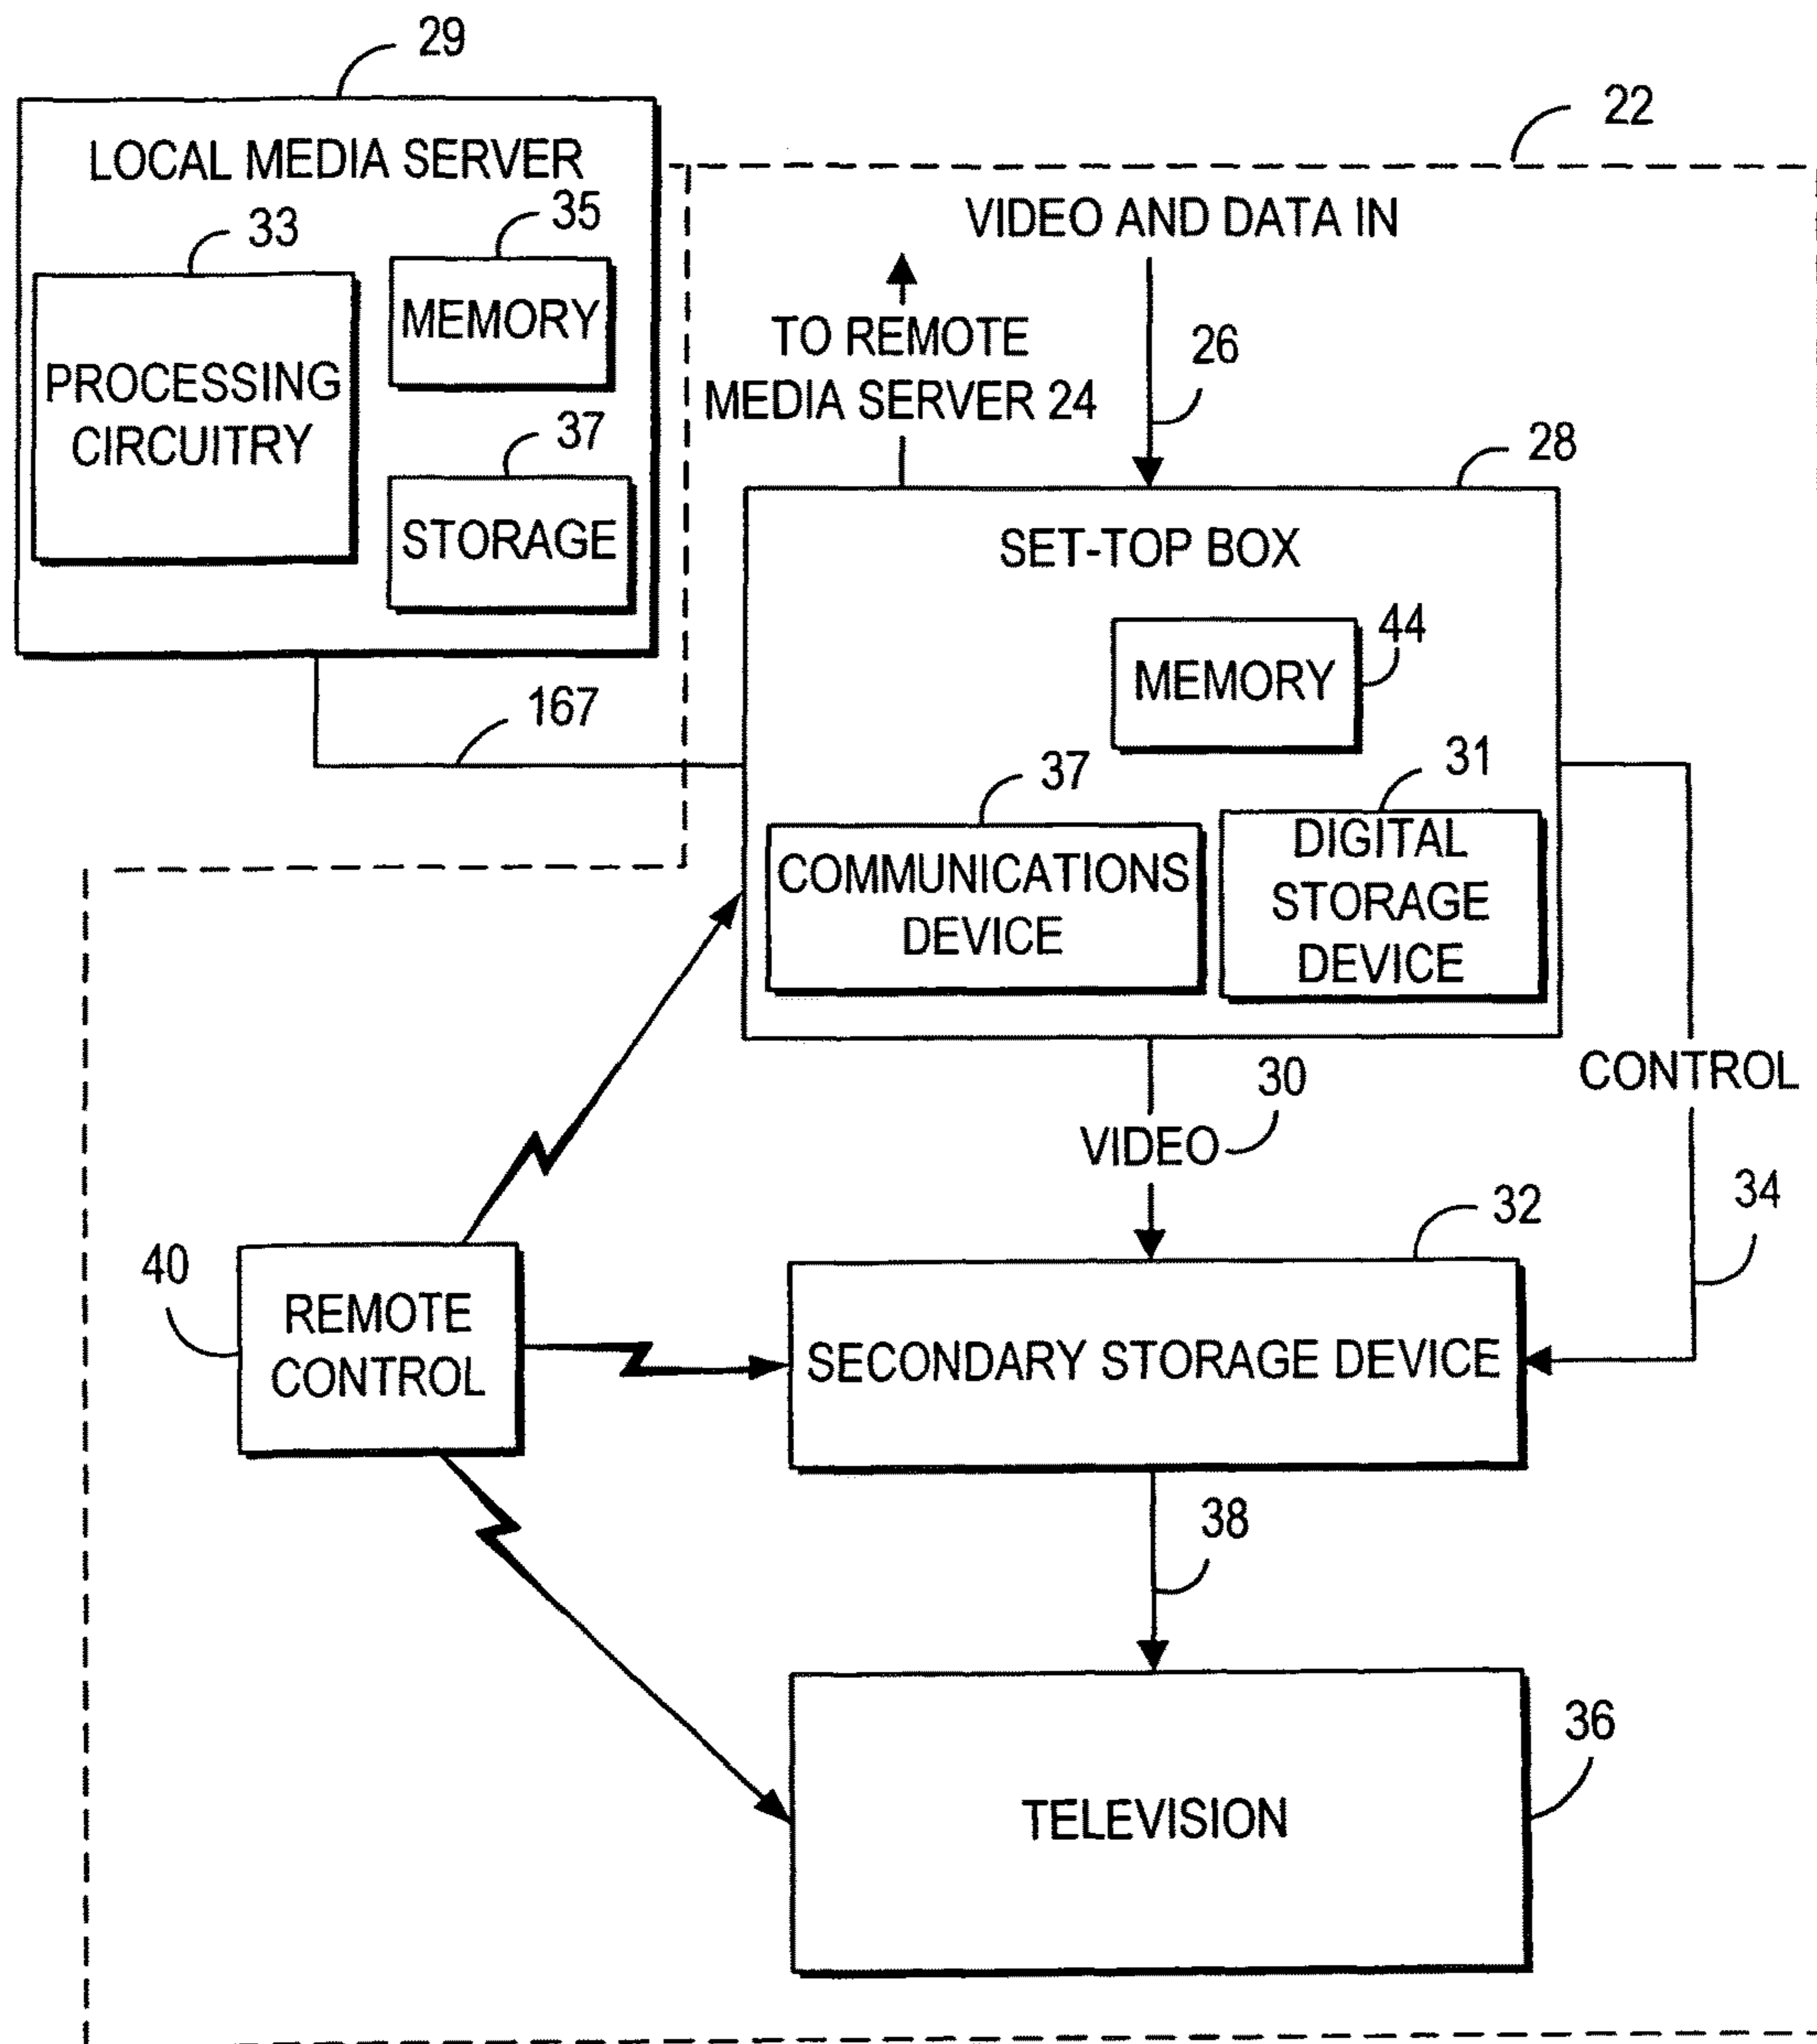 29
LOCAL MEDIA SERVER
33
PROCESSING
CIRCUITRY
35
MEMORY
37
STORAGE
22
VIDEO AND DATA IN
TO REMOTE
MEDIA SERVER 24
26
28
SET-TOP BOX
44
MEMORY
167
37
COMMUNICATIONS
DEVICE
31
DIGITAL
STORAGE
DEVICE
CONTROL
30
VIDEO
34
32
SECONDARY STORAGE DEVICE
40
REMOTE
CONTROL
38
36
TELEVISION